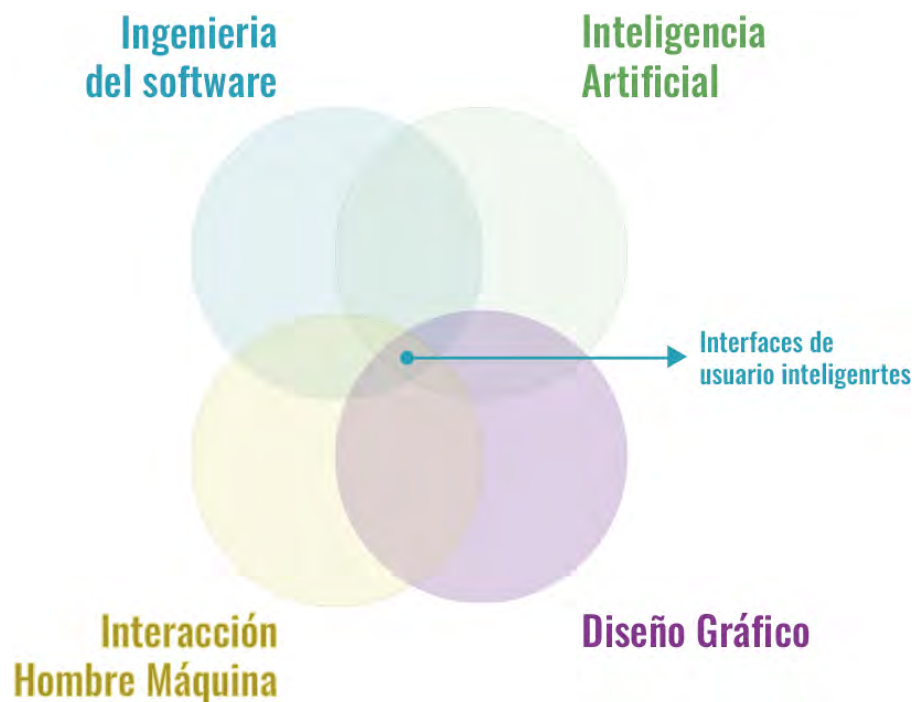 Ingenieria
del software
Inteligencia
Artificial
Interfaces de
usuario inteligenrtes
Interacción
Hombre Máquina
Diseño Gráfico